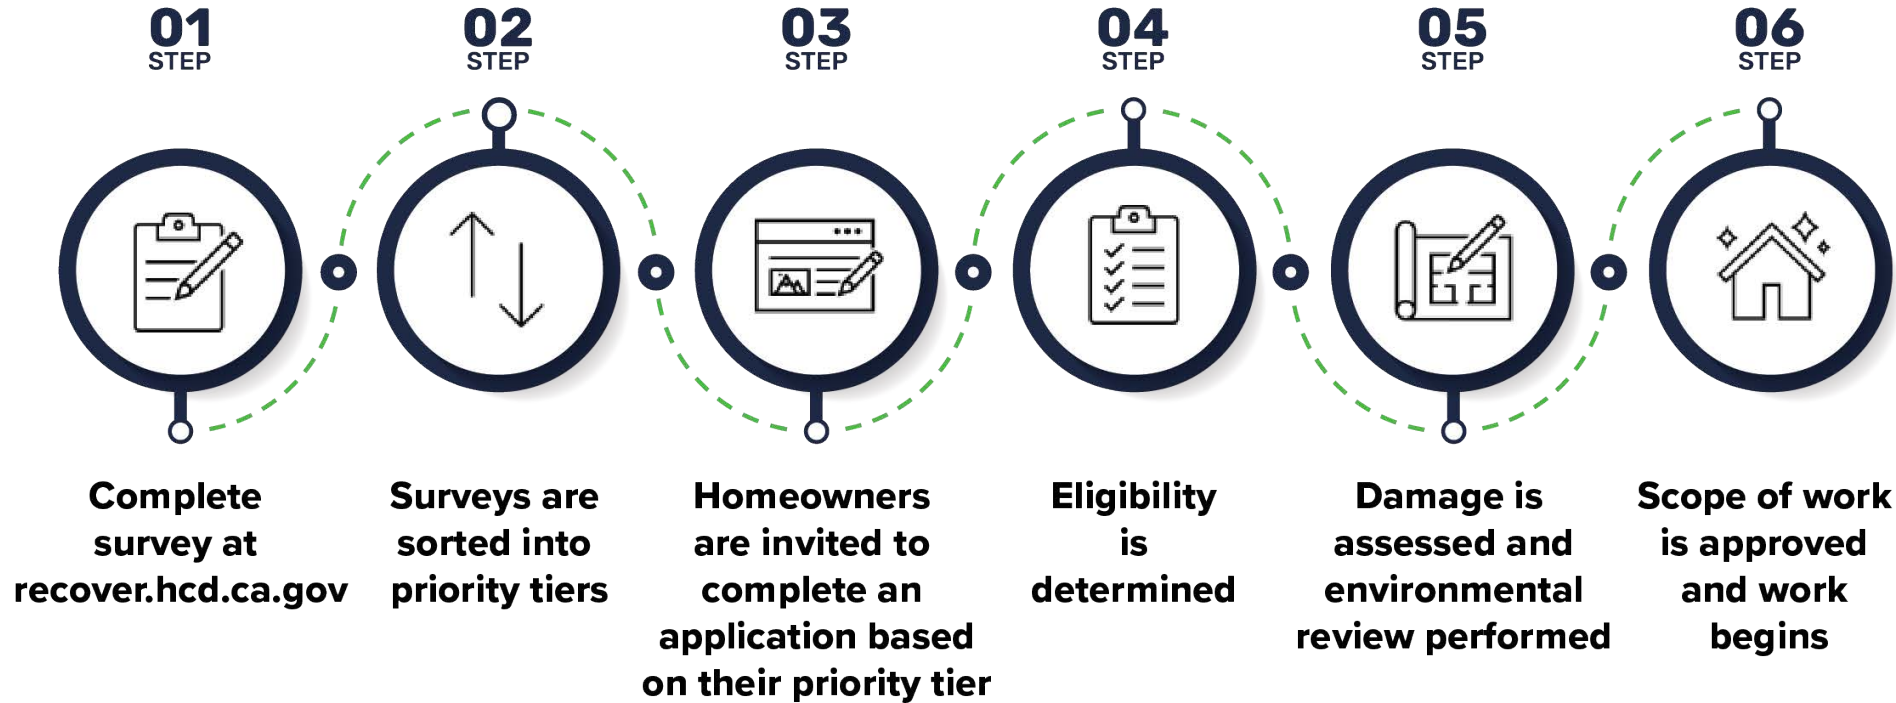 01
STEP
Complete
survey at
recover.hcd.ca.gov
02
STEP
Surveys are
sorted into
priority tiers
03
STEP
Homeowners
are invited to
complete an
application based
on their priority tier
04
STEP
Eligibility
is
determined
05
STEP
Damage is
assessed and
environmental
review performed
06
STEP
Scope of work
is approved
and work
begins